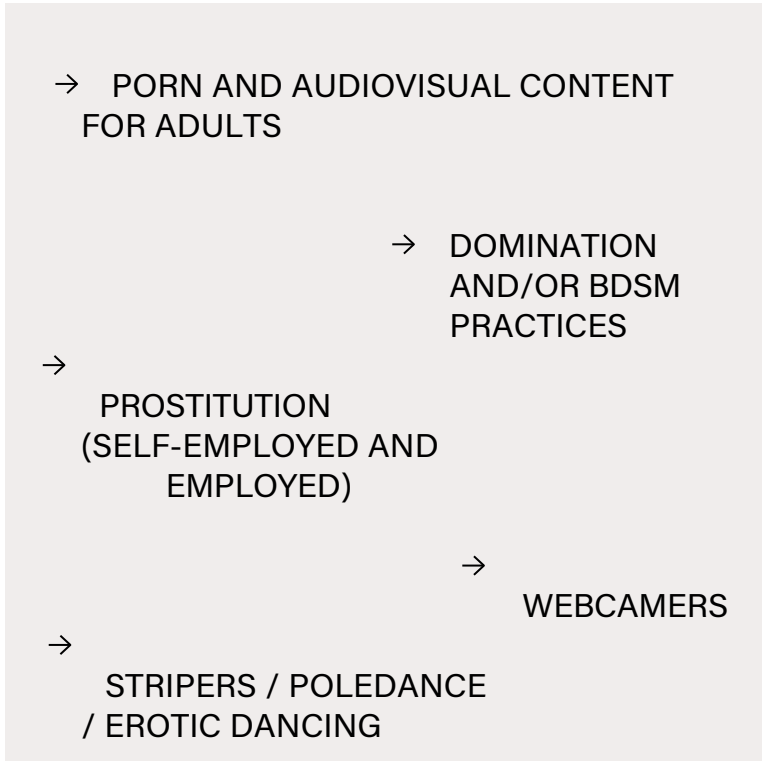 → PORN AND AUDIOVISUAL CONTENT
FOR ADULTS
→ DOMINATION
AND/OR BDSM
PRACTICES
→
PROSTITUTION
(SELF-EMPLOYED AND
EMPLOYED)
→
WEBCAMERS
→
STRIPERS / POLEDANCE
/ EROTIC DANCING